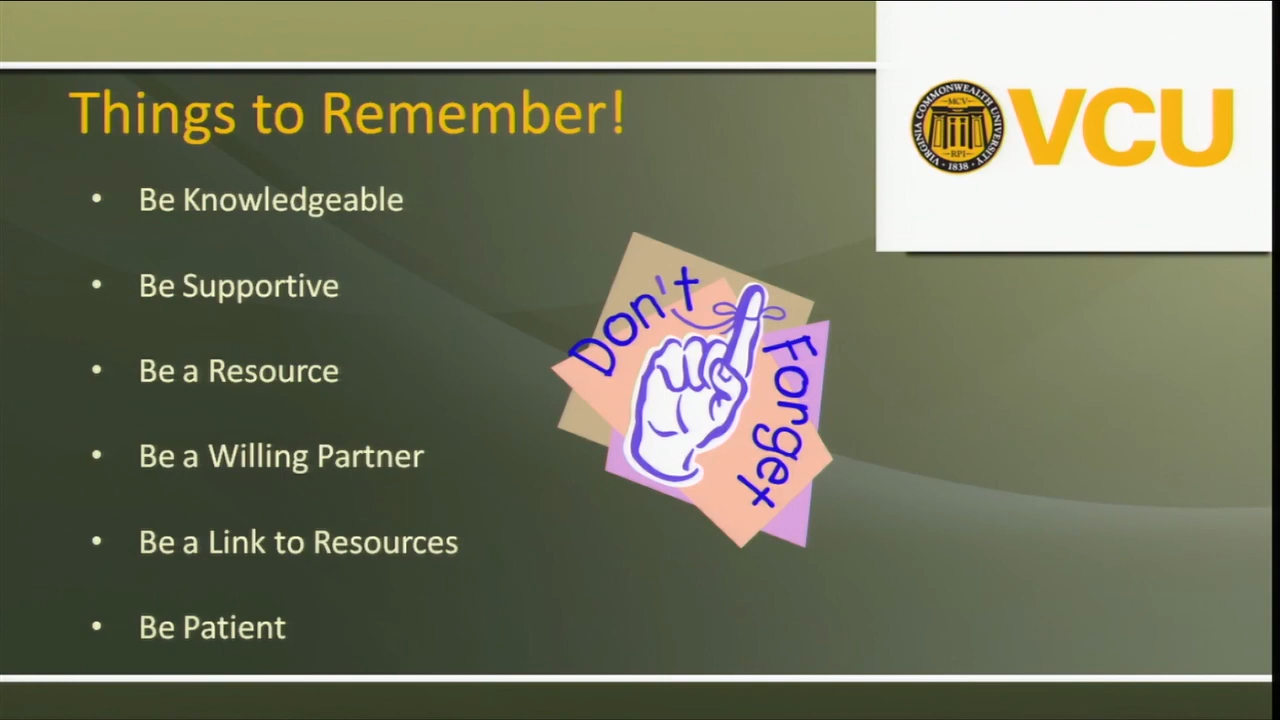 Things to Remember!
• Be Knowledgeable
• Be Supportive
• Be a Resource
• Be a Willing Partner
• Be a Link to Resources
• Be Patient
Don't Forget
VIRGINIA COMMONWEALTH UNIVERSITY
MCV
RPI
1838
VCU